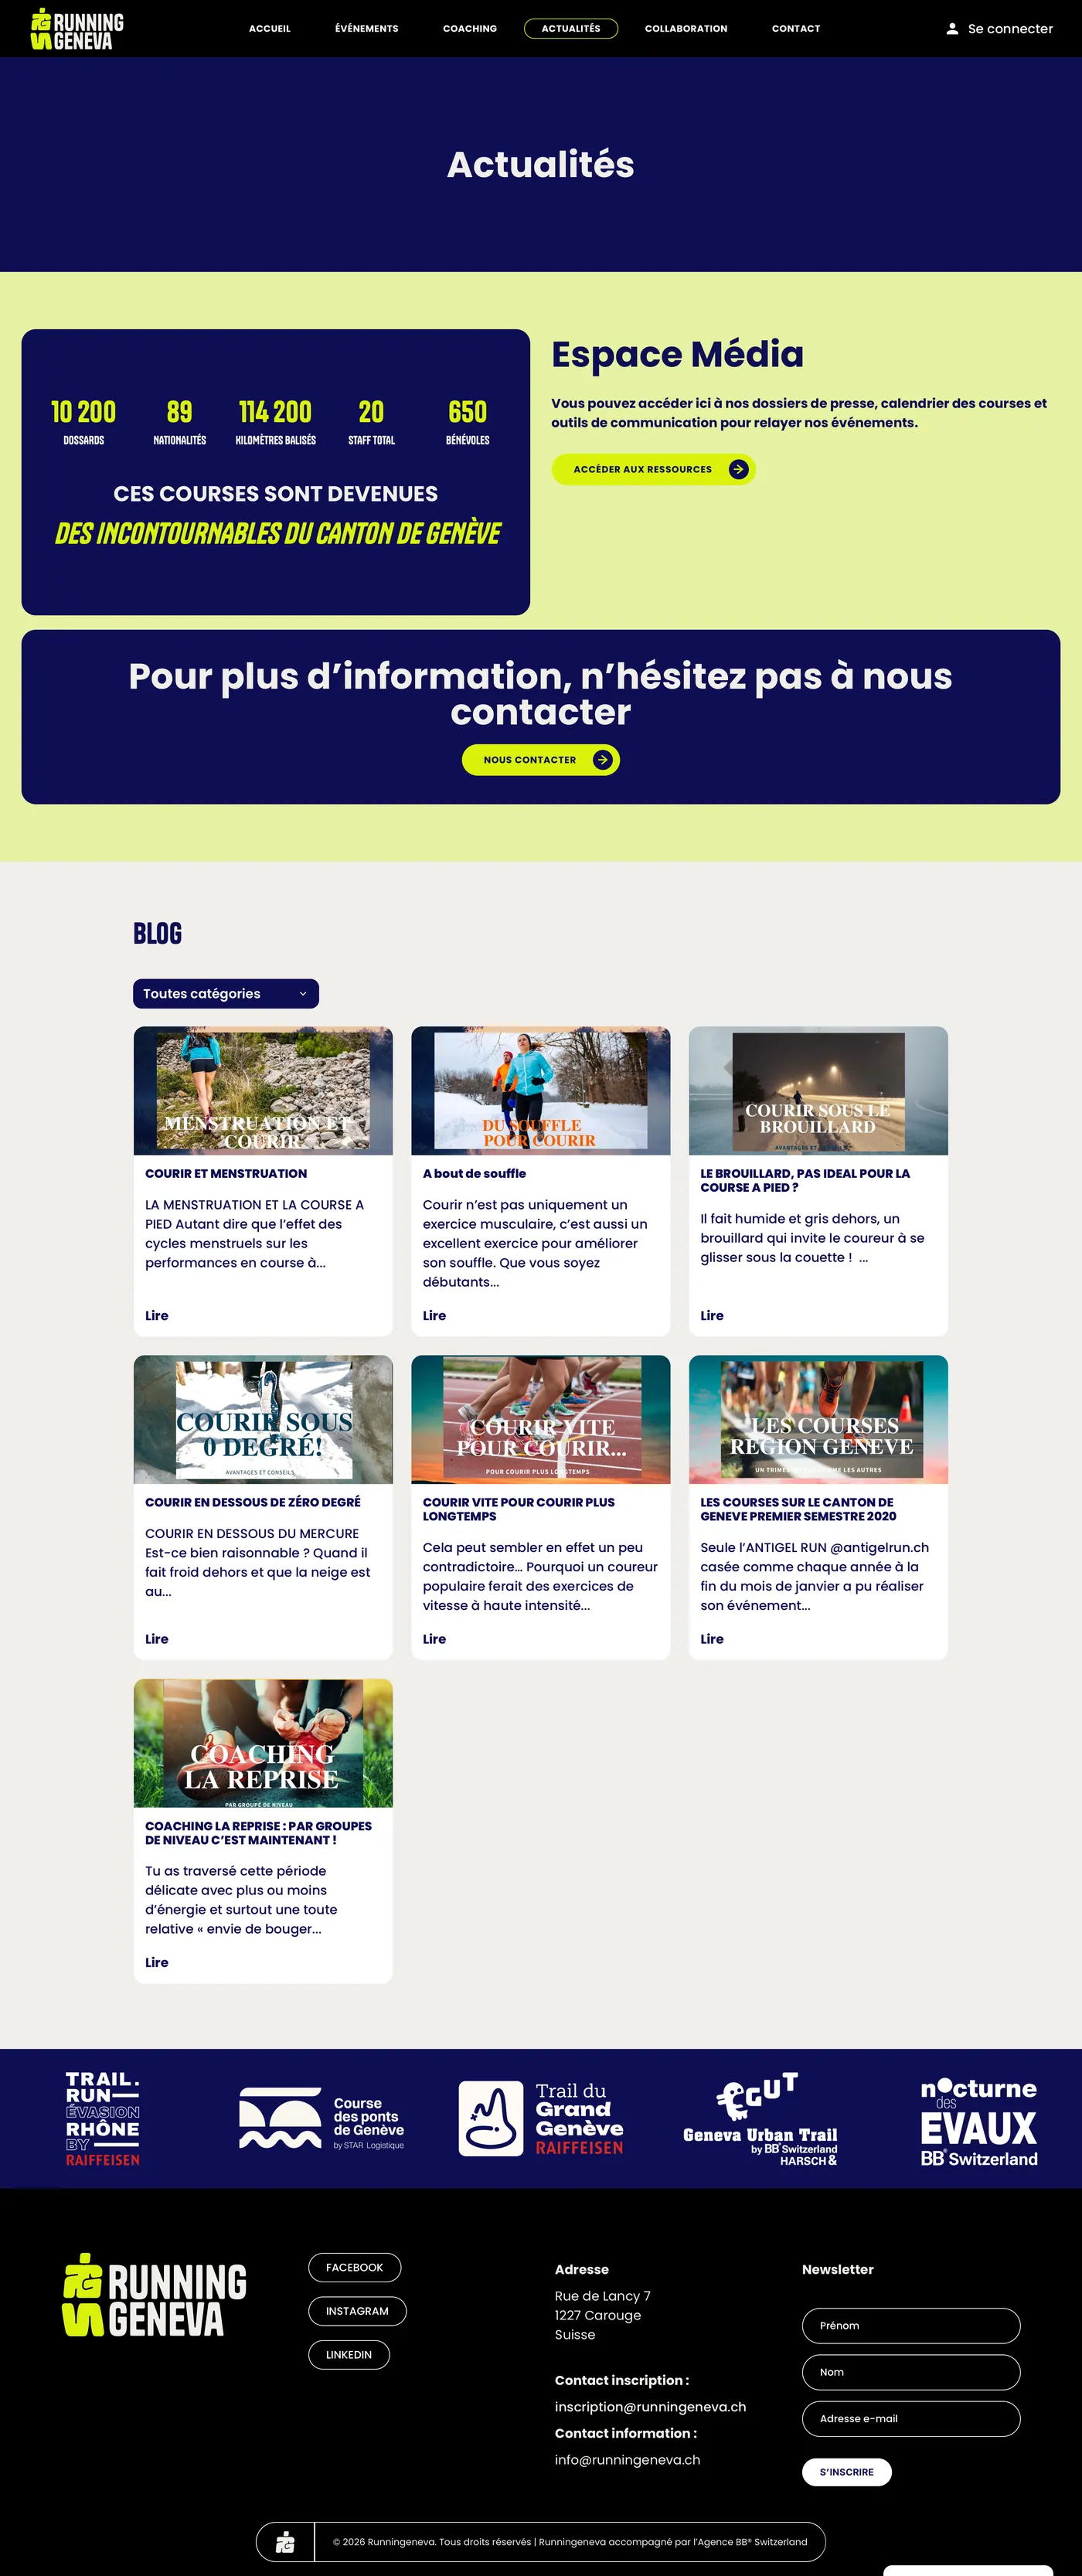 RUNNING
GENEVA
ACCUEIL
ÉVÉNEMENTS
COACHING
ACTUALITÉS
COLLABORATION
CONTACT
Se connecter
Actualités
10 200
DOSSARDS
89
NATIONALITÉS
114 200
KILOMÈTRES BALISÉS
20
STAFF TOTAL
650
BÉNÉVOLES
CES COURSES SONT DEVENUES
DES INCONTOURNABLES DU CANTON DE GENÈVE
Espace Média
Vous pouvez accéder ici à nos dossiers de presse, calendrier des courses et
outils de communication pour relayer nos événements.
ACCÉDER AUX RESSOURCES
Pour plus d’information, n’hésitez pas à nous
contacter
NOUS CONTACTER
BLOG
Toutes catégories
MENSTRUATION ET
COURIR
COURIR ET MENSTRUATION
LA MENSTRUATION ET LA COURSE A
PIED Autant dire que l’effet des
cycles menstruels sur les
performances en course à...
Lire
DU SOUFFLE
POUR COURIR
A bout de souffle
Courir n’est pas uniquement un
exercice musculaire, c’est aussi un
excellent exercice pour améliorer
son souffle. Que vous soyez
débutants...
Lire
COURIR SOUS LE
BROUILLARD
LE BROUILLARD, PAS IDEAL POUR LA
COURSE A PIED ?
Il fait humide et gris dehors, un
brouillard qui invite le coureur à se
glisser sous la couette ! ...
Lire
COURIR SOUS
0 DEGRÉ!
AVANTAGES ET CONSEILS
COURIR EN DESSOUS DE ZÉRO DEGRÉ
COURIR EN DESSOUS DU MERCURE
Est-ce bien raisonnable ? Quand il
fait froid dehors et que la neige est
au...
Lire
COURIR VITE
POUR COURIR...
POUR COURIR PLUS LONGTEMPS
COURIR VITE POUR COURIR PLUS
LONGTEMPS
Cela peut sembler en effet un peu
contradictoire... Pourquoi un coureur
populaire ferait des exercices de
vitesse à haute intensité...
Lire
LES COURSES
REGION GENEVE
UN TRIMESTRE PAS COMME LES AUTRES
LES COURSES SUR LE CANTON DE
GENEVE PREMIER SEMESTRE 2020
Seule l’ANTIGEL RUN @antigelrun.ch
casée comme chaque année à la
fin du mois de janvier a pu réaliser
son événement...
Lire
COACHING
LA REPRISE
PAR GROUPE DE NIVEAU
COACHING LA REPRISE : PAR GROUPES
DE NIVEAU C’EST MAINTENANT !
Tu as traversé cette période
délicate avec plus ou moins
d’énergie et surtout une toute
relative « envie de bouger...
Lire
TRAIL.
RUN
ÉVASION
RHÔNE
BY
RAIFFEISEN
Course
des ponts
de Genève
by STAR Logistique
Trail du
Grand
Genève
RAIFFEISEN
GUT
Geneva Urban Trail
by BB® Switzerland
HARSCH &
nocturne
des
EVAUX
BB® Switzerland
RUNNING
GENEVA
FACEBOOK
INSTAGRAM
LINKEDIN
Adresse
Rue de Lancy 7
1227 Carouge
Suisse
Contact inscription :
inscription@runningeneva.ch
Contact information :
info@runningeneva.ch
Newsletter
Prénom
Nom
Adresse e-mail
S’INSCRIRE
© 2026 Runningeneva. Tous droits réservés | Runningeneva accompagné par l’Agence BB® Switzerland